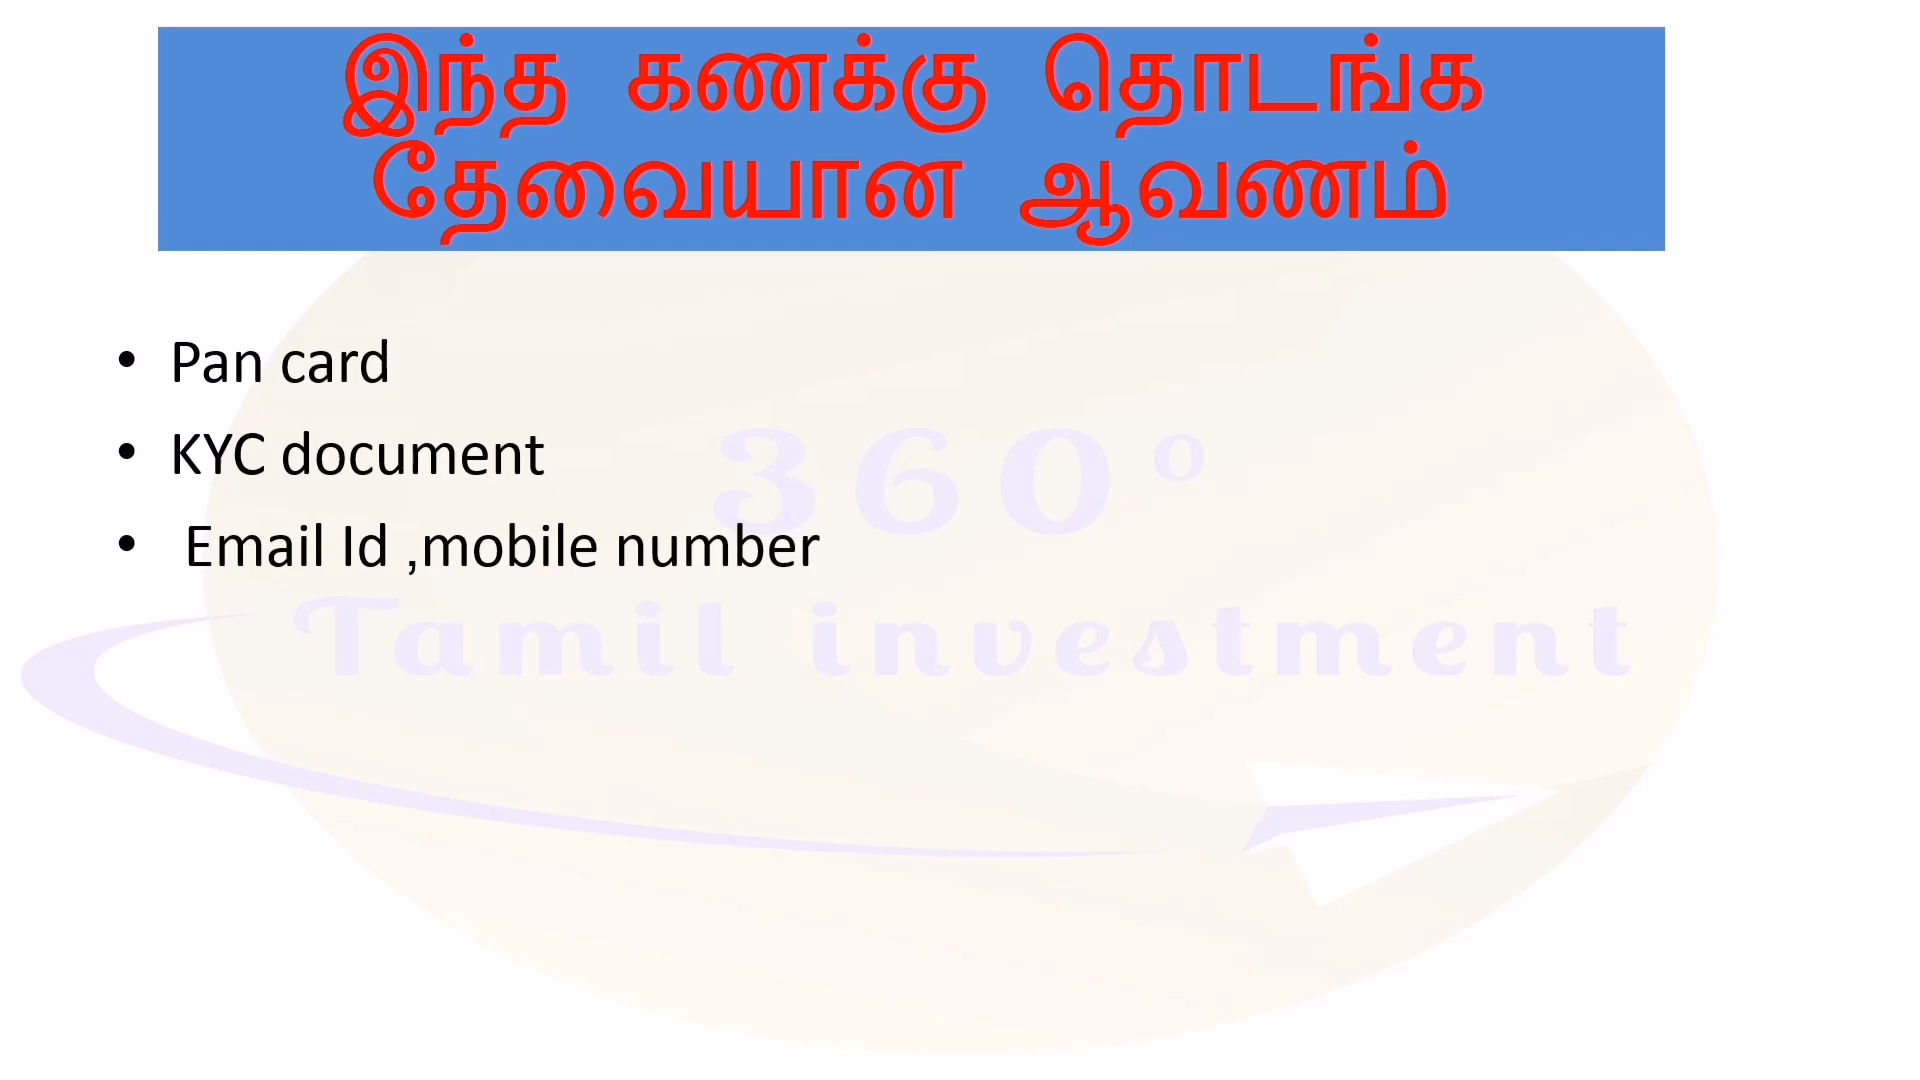 இந்த கணக்கு தொடங்க
தேவையான ஆவணம்
• Pan card
• KYC document
• Email Id ,mobile number
360°
Tamil investment